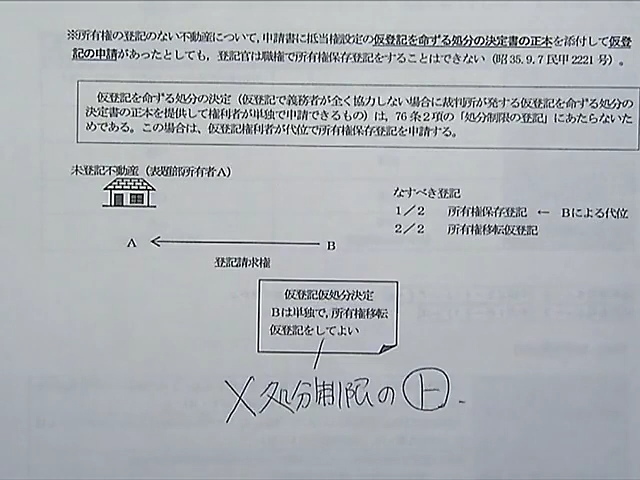 ※所有権の登記のない不動産について,申請書に抵当権設定の仮登記を命ずる処分の決定書の正本を添付して仮登
記の申請があったとしても,登記官は職権で所有権保存登記をすることはできない(昭35.9.7民甲2221号)。
仮登記を命ずる処分の決定(仮登記で義務者が全く協力しない場合に裁判所が発する仮登記を命ずる処分の
決定書の正本を提供して権利者が単独で申請できるもの)は,76条2項の「処分制限の登記」にあたらないた
めである。この場合は,仮登記権利者が代位で所有権保存登記を申請する。
未登記不動産(表題部所有者A)
なすべき登記
1/2 所有権保存登記 ← Bによる代位
2/2 所有権移転仮登記
A
B
登記請求権
仮登記仮処分決定
Bは単独で,所有権移転
仮登記をしてよい
×処分制限の㊤